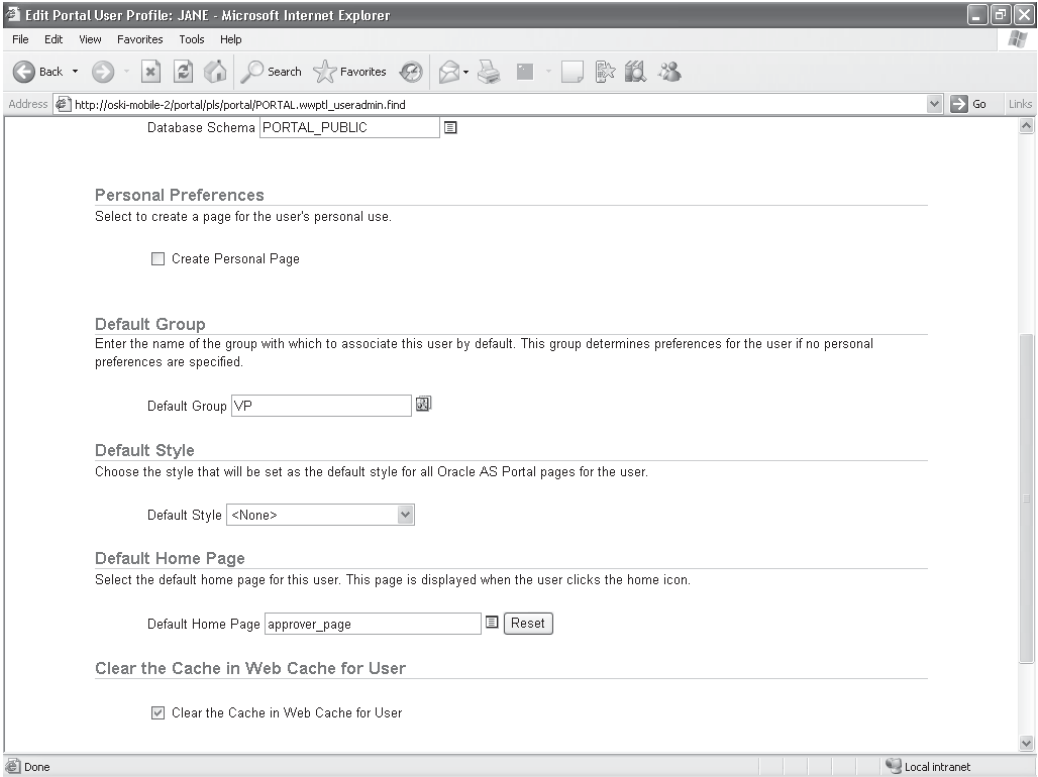 Edit Portal User Profile: JANE - Microsoft Internet Explorer
File Edit View Favorites Tools Help
Back Search Favorites
Address http://oski-mobile-2/portal/pls/portal/PORTAL.wwptl_useradmin.find Go Links
Database Schema PORTAL_PUBLIC
Personal Preferences
Select to create a page for the user's personal use.
Create Personal Page
Default Group
Enter the name of the group with which to associate this user by default. This group determines preferences for the user if no personal
preferences are specified.
Default Group VP
Default Style
Choose the style that will be set as the default style for all Oracle AS Portal pages for the user.
Default Style <None>
Default Home Page
Select the default home page for this user. This page is displayed when the user clicks the home icon.
Default Home Page approver_page Reset
Clear the Cache in Web Cache for User
Clear the Cache in Web Cache for User
Done Local intranet